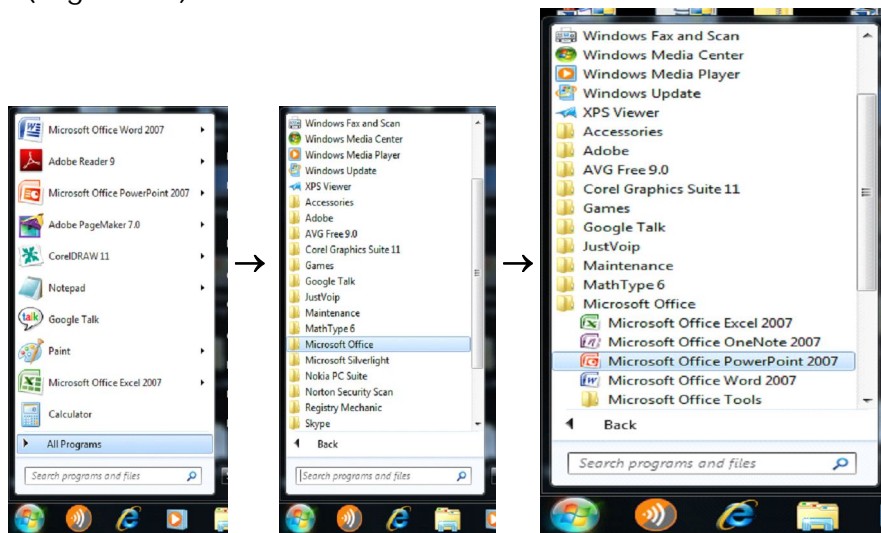 Microsoft Office Word 2007
Adobe Reader 9
Microsoft Office PowerPoint 2007
Adobe PageMaker 7.0
CorelDRAW 11
Notepad
talk
Google Talk
Paint
Microsoft Office Excel 2007
Calculator
All Programs
Search programs and files
→
Windows Fax and Scan
Windows Media Center
Windows Media Player
Windows Update
XPS Viewer
Accessories
Adobe
AVG Free 9.0
Corel Graphics Suite 11
Games
Google Talk
JustVoip
Maintenance
MathType 6
Microsoft Office
Microsoft Silverlight
Nokia PC Suite
Norton Security Scan
Registry Mechanic
Skype
Back
Search programs and files
→
Windows Fax and Scan
Windows Media Center
Windows Media Player
Windows Update
XPS Viewer
Accessories
Adobe
AVG Free 9.0
Corel Graphics Suite 11
Games
Google Talk
JustVoip
Maintenance
MathType 6
Microsoft Office
Microsoft Office Excel 2007
Microsoft Office OneNote 2007
Microsoft Office PowerPoint 2007
Microsoft Office Word 2007
Microsoft Office Tools
Back
Search programs and files